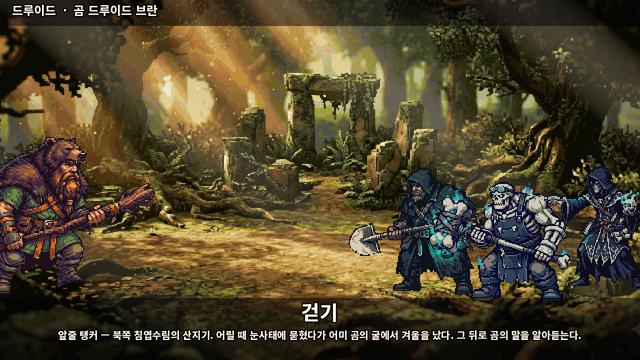 드루이드 · 곰 드루이드 브란
걷기
앞줄 탱커 — 북쪽 침엽수림의 산지기. 어릴 때 눈사태에 묻혔다가 어미 곰의 굴에서 겨울을 났다. 그 뒤로 곰의 말을 알아듣는다.